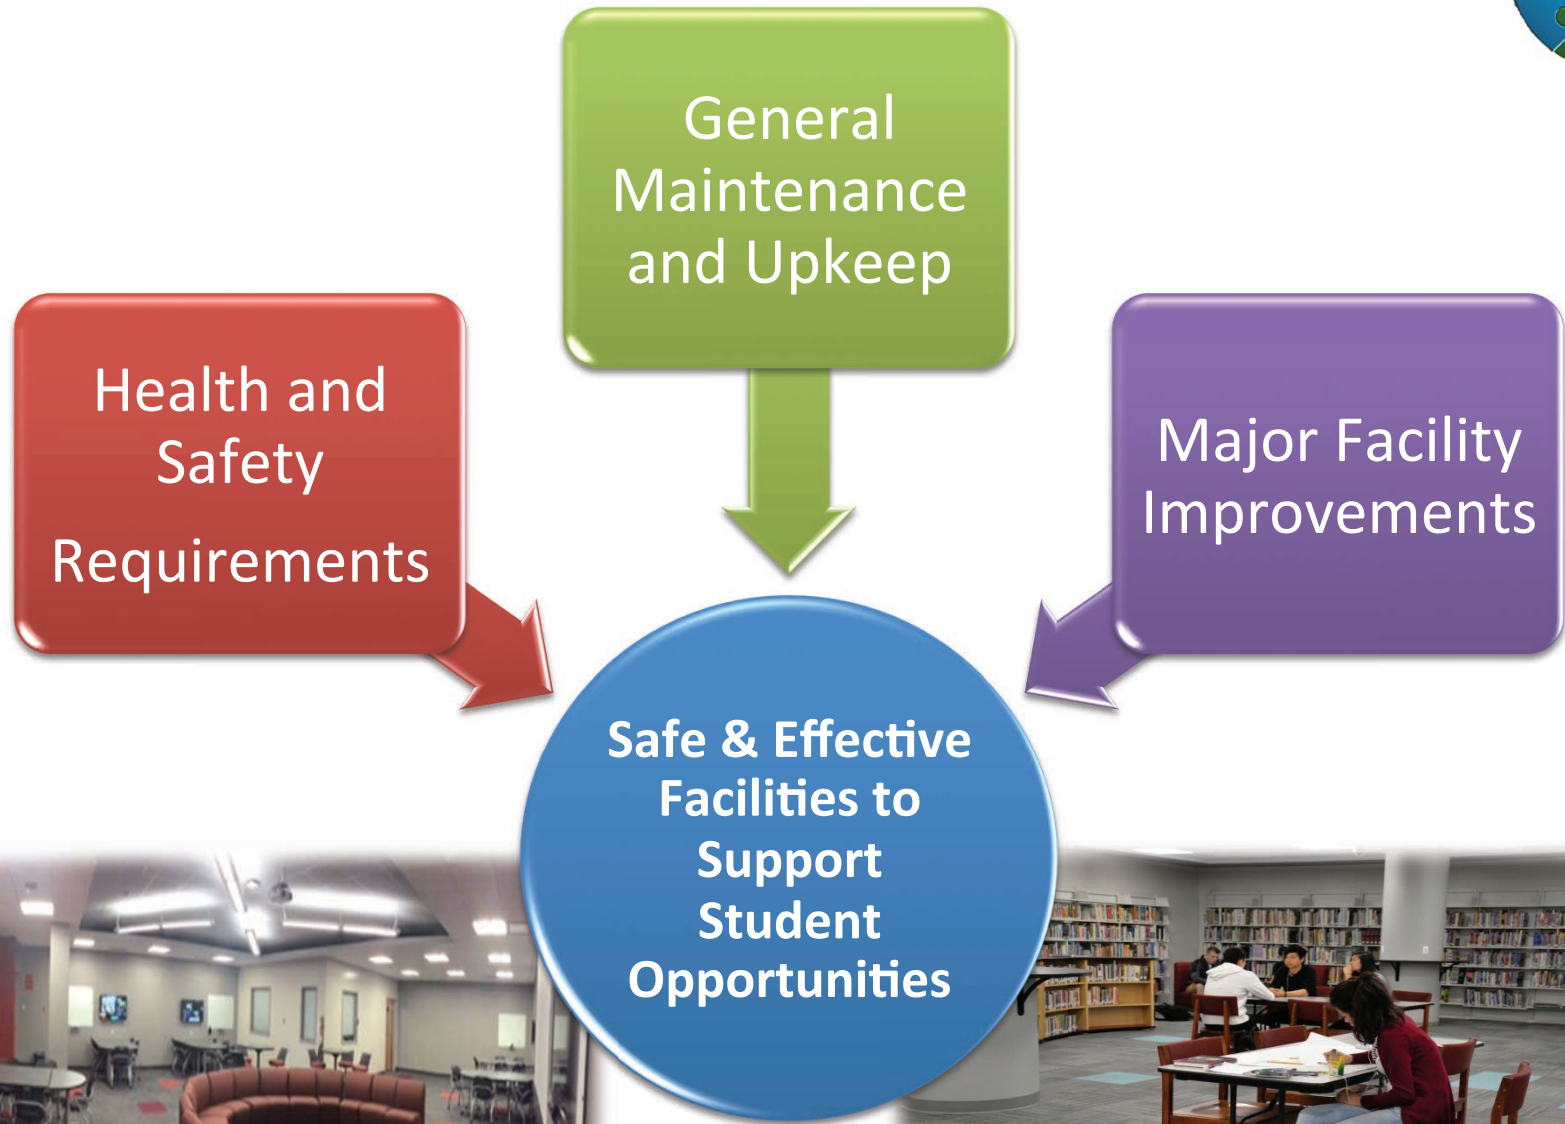 General
Maintenance
and Upkeep
Health and
Safety
Requirements
Major Facility
Improvements
Safe & Effective
Facilities to
Support
Student
Opportunities